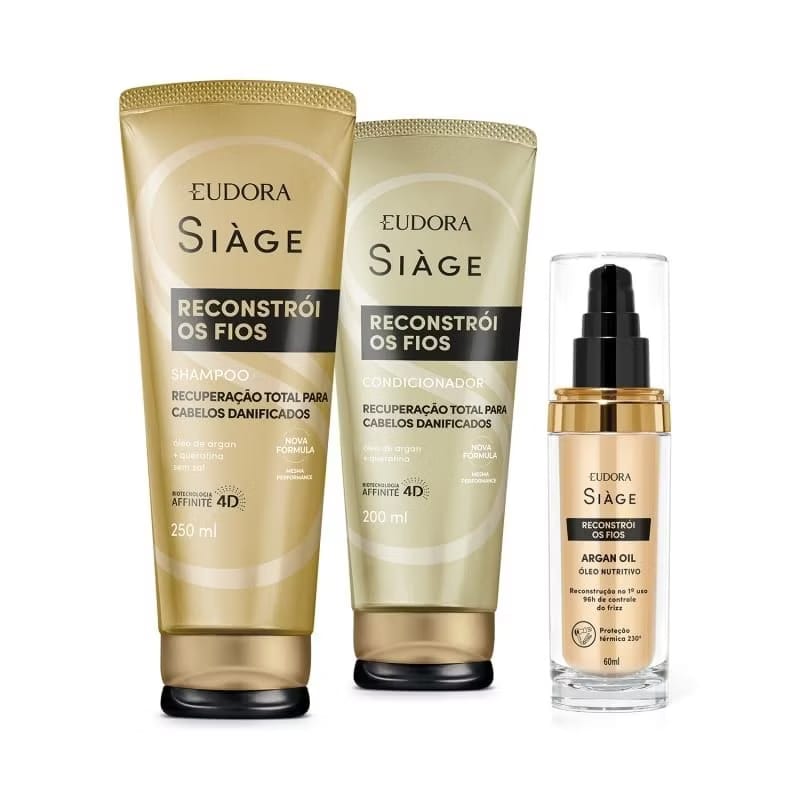 EUDORA
SIÀGE
RECONSTRÓI
OS FIOS
SHAMPOO
RECUPERAÇÃO TOTAL PARA
CABELOS DANIFICADOS
óleo de argan
+ queratina
sem sal
NOVA
FÓRMULA
MESMA
PERFORMANCE
BIOTECNOLOGIA
AFFINITÉ 4D
250 ml
EUDORA
SIÀGE
RECONSTRÓI
OS FIOS
CONDICIONADOR
RECUPERAÇÃO TOTAL PARA
CABELOS DANIFICADOS
óleo de argan
+ queratina
NOVA
FÓRMULA
MESMA
PERFORMANCE
BIOTECNOLOGIA
AFFINITÉ 4D
200 ml
EUDORA
SIÀGE
RECONSTRÓI
OS FIOS
ARGAN OIL
ÓLEO NUTRITIVO
Reconstrução no 1º uso
96h de controle
do frizz
Proteção
térmica 230°
60ml